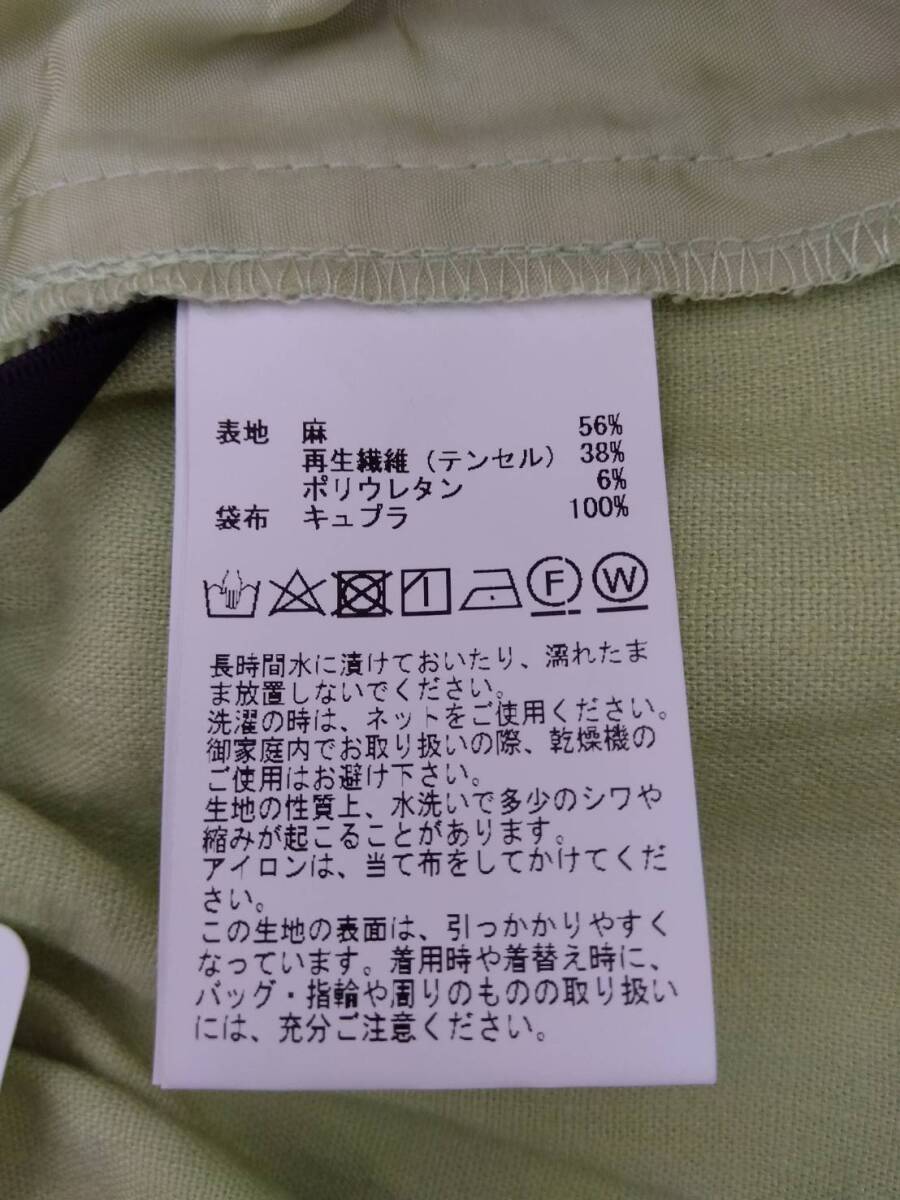 表地 麻 56%
再生繊維（テンセル） 38%
ポリウレタン 6%
袋布 キュプラ 100%
F W
長時間水に漬けておいたり、濡れたま
ま放置しないでください。
洗濯の時は、ネットをご使用ください。
御家庭内でお取り扱いの際、乾燥機の
ご使用はお避け下さい。
生地の性質上、水洗いで多少のシワや
縮みが起こることがあります。
アイロンは、当て布をしてかけてくだ
さい。
この生地の表面は、引っかかりやすく
なっています。着用時や着替え時に、
バッグ・指輪や周りのものの取り扱い
には、充分ご注意ください。